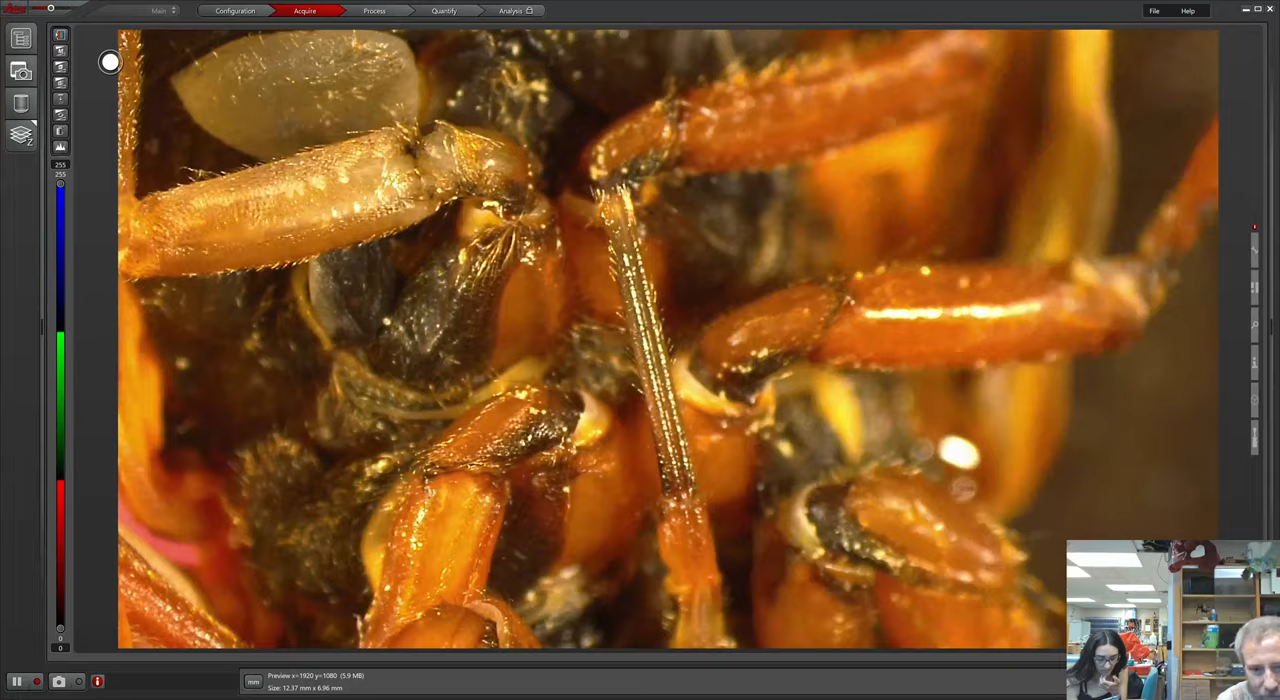 Main
Configuration
Acquire
Process
Quantify
Analysis
File
Help
255
255
Z
0
0
mm
Preview x=1920 y=1080 (5.9 MB)
Size: 12.37 mm x 6.96 mm